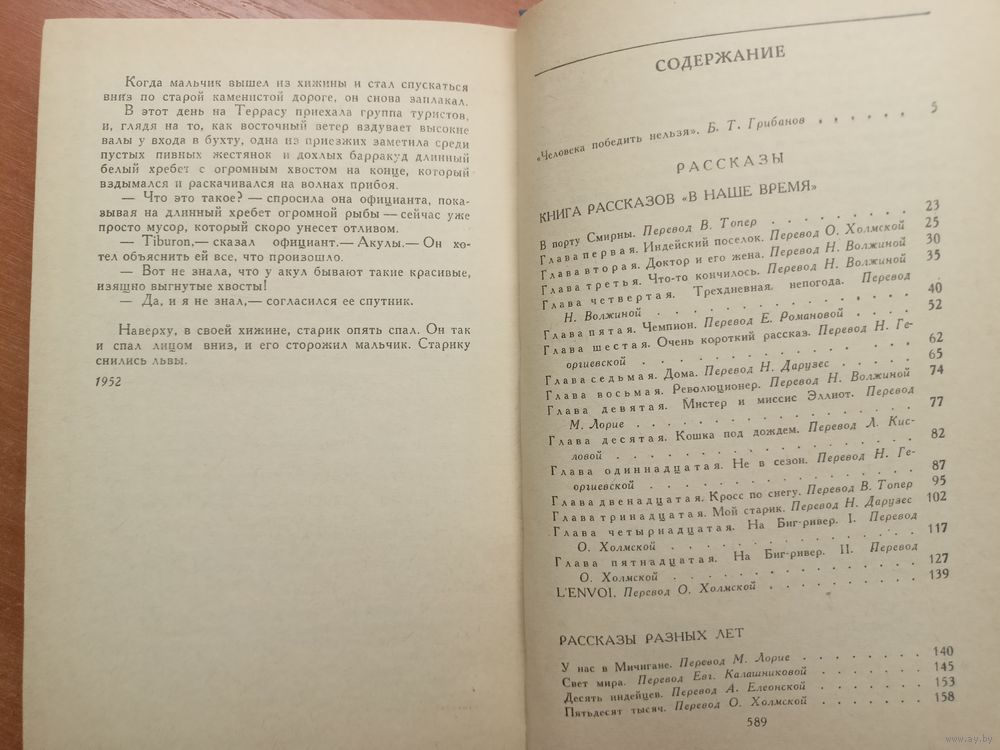 Когда мальчик вышел из хижины и стал спускаться
вниз по старой каменистой дороге, он снова заплакал.
В этот день на Террасу приехала группа туристов,
и, глядя на то, как восточный ветер вздувает высокие
валы у входа в бухту, одна из приезжих заметила среди
пустых пивных жестянок и дохлых барракуд длинный
белый хребет с огромным хвостом на конце, который
вздымался и раскачивался на волнах прибоя.
— Что это такое? — спросила она официанта, пока-
зывая на длинный хребет огромной рыбы — сейчас уже
просто мусор, который скоро унесет отливом.
— Tiburon,— сказал официант.— Акулы.— Он хо-
тел объяснить ей все, что произошло.
— Вот не знала, что у акул бывают такие красивые,
изящно выгнутые хвосты!
— Да, и я не знал,— согласился ее спутник.
Наверху, в своей хижине, старик опять спал. Он так
и спал лицом вниз, и его сторожил мальчик. Старику
снились львы.
1952
СОДЕРЖАНИЕ
«Человека победить нельзя». Б. Т. Грибанов . . . . . . 5
РАССКАЗЫ
КНИГА РАССКАЗОВ «В НАШЕ ВРЕМЯ»
В порту Смирны. Перевод В. Топер . . . . . . . . 23
Глава первая. Индейский поселок. Перевод О. Холмской 25
Глава вторая. Доктор и его жена. Перевод Н. Волжиной 30
Глава третья. Что-то кончилось. Перевод Н. Волжиной 35
Глава четвертая. Трехдневная непогода. Перевод
Н. Волжиной . . . . . . . . . . . 40
Глава пятая. Чемпион. Перевод Е. Романовой . . . . 52
Глава шестая. Очень короткий рассказ. Перевод Н. Ге-
оргиевской . . . . . . . . . . . 62
Глава седьмая. Дома. Перевод Н. Дарузес . . . . . 65
Глава восьмая. Революционер. Перевод Н. Волжиной 74
Глава девятая. Мистер и миссис Эллиот. Перевод
М. Лорие . . . . . . . . . . . . 77
Глава десятая. Кошка под дождем. Перевод Л. Кис-
ловой . . . . . . . . . . . . . 82
Глава одиннадцатая. Не в сезон. Перевод Н. Ге-
оргиевской . . . . . . . . . . . 87
Глава двенадцатая. Кросс по снегу. Перевод В. Топер 95
Глава тринадцатая. Мой старик. Перевод Н. Дарузес 102
Глава четырнадцатая. На Биг-ривер. I. Перевод
О. Холмской . . . . . . . . . . . 117
Глава пятнадцатая. На Биг-ривер. II. Перевод
О. Холмской . . . . . . . . . . . 127
L'ENVOI. Перевод О. Холмской . . . . . . . . 139
РАССКАЗЫ РАЗНЫХ ЛЕТ
У нас в Мичигане. Перевод М. Лорие . . . . . . . 140
Свет мира. Перевод Евг. Калашниковой . . . . . . 145
Десять индейцев. Перевод А. Елеонской . . . . . . 153
Пятьдесят тысяч. Перевод О. Холмской . . . . . . 158
589
www.ay.by